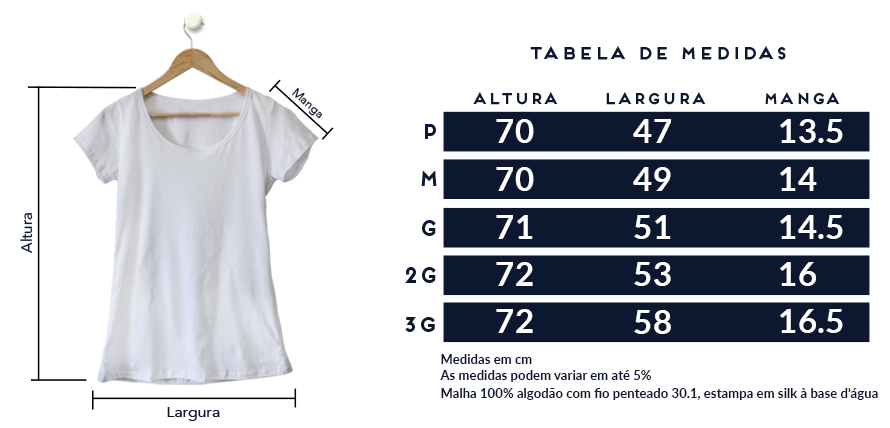 TABELA DE MEDIDAS
ALTURA LARGURA MANGA
P 70 47 13.5
M 70 49 14
G 71 51 14.5
2G 72 53 16
3G 72 58 16.5
Medidas em cm
As medidas podem variar em até 5%
Malha 100% algodão com fio penteado 30.1, estampa em silk à base d'água
Manga
Altura
Largura